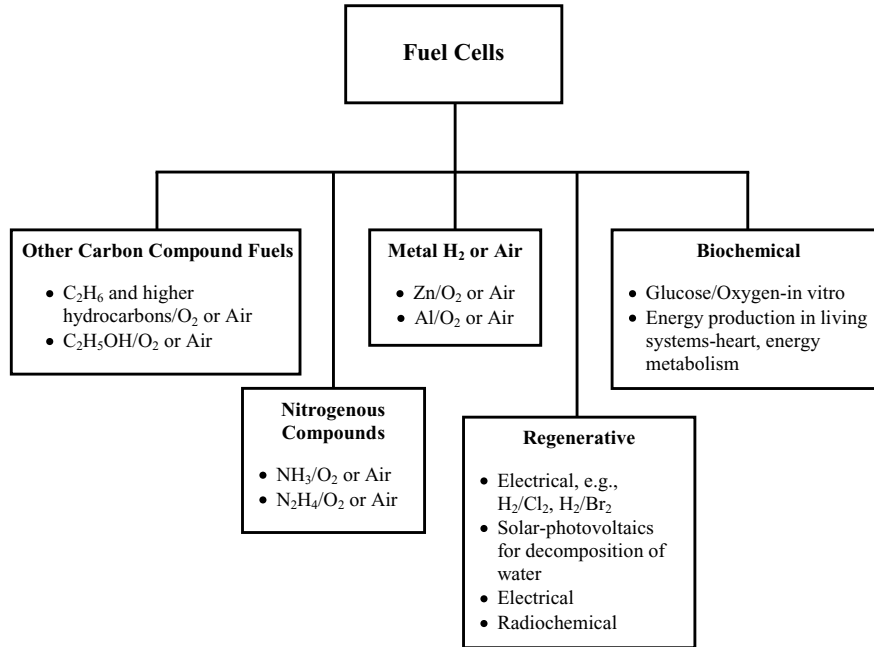 Fuel Cells
Other Carbon Compound Fuels
• C₂H₆ and higher
hydrocarbons/O₂ or Air
• C₂H₅OH/O₂ or Air
Nitrogenous
Compounds
• NH₃/O₂ or Air
• N₂H₄/O₂ or Air
Metal H₂ or Air
• Zn/O₂ or Air
• Al/O₂ or Air
Regenerative
• Electrical, e.g.,
H₂/Cl₂, H₂/Br₂
• Solar-photovoltaics
for decomposition of
water
• Electrical
• Radiochemical
Biochemical
• Glucose/Oxygen-in vitro
• Energy production in living
systems-heart, energy
metabolism